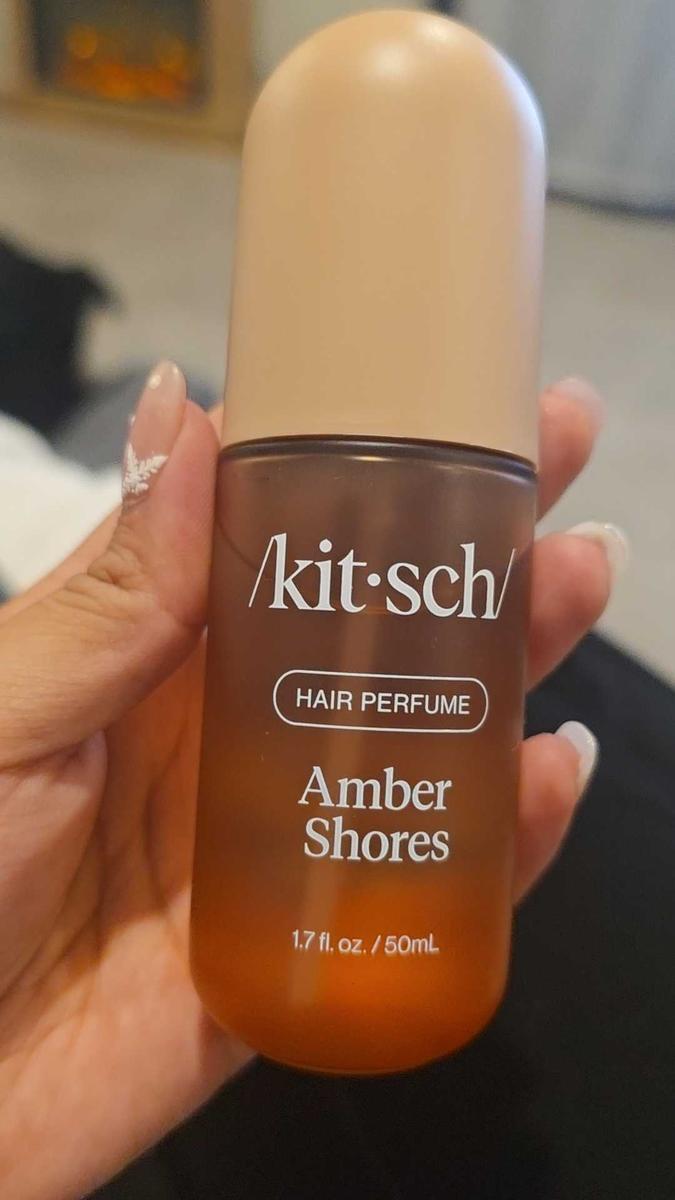 /kit·sch/
HAIR PERFUME
Amber
Shores
1.7 fl. oz. / 50mL